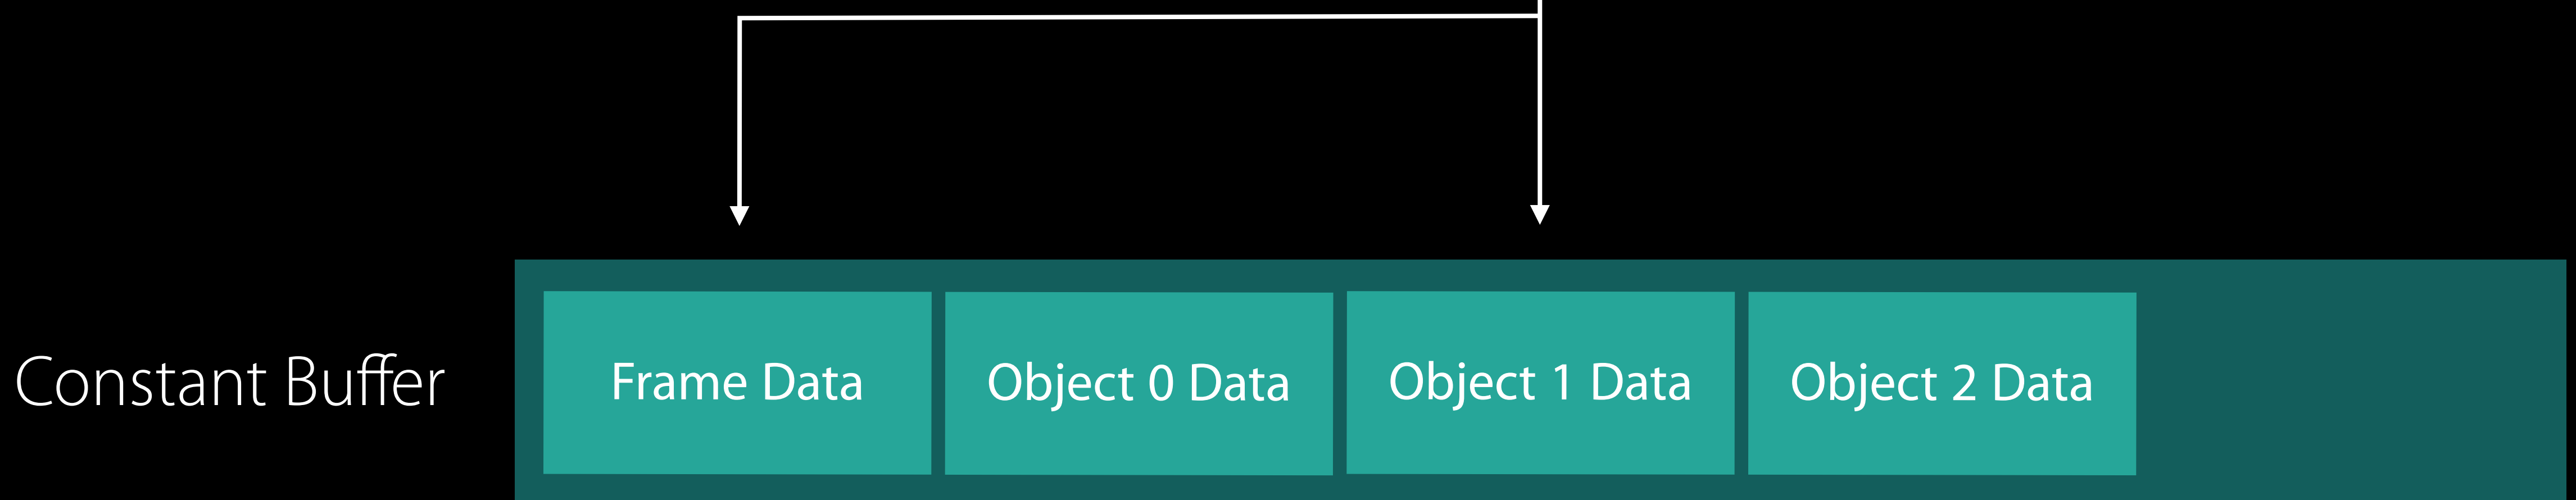 Constant Buffer
Frame Data
Object 0 Data
Object 1 Data
Object 2 Data